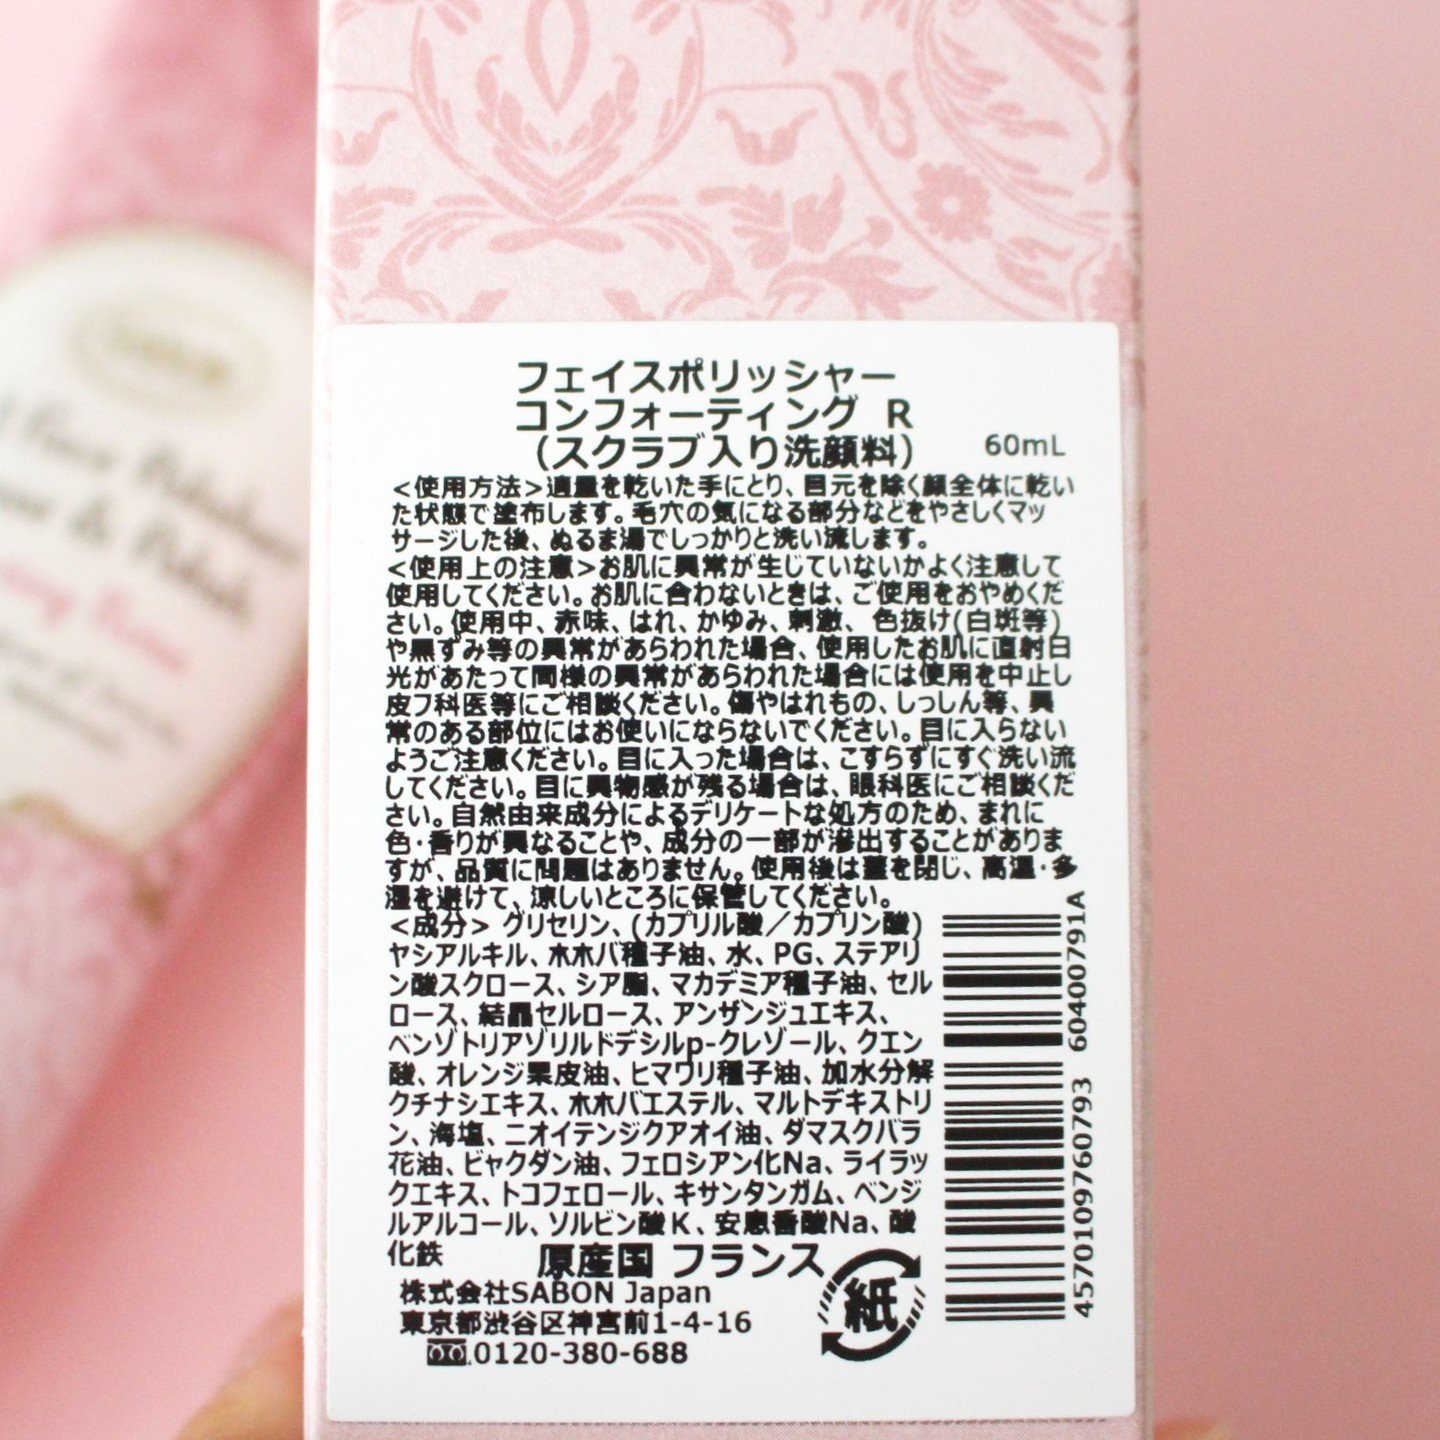 フェイスポリッシャー
コンフォーティング R
（スクラブ入り洗顔料） 60mL
＜使用方法＞適量を乾いた手にとり、目元を除く顔全体に乾い
た状態で塗布します。毛穴の気になる部分などをやさしくマッ
サージした後、ぬるま湯でしっかりと洗い流します。
＜使用上の注意＞お肌に異常が生じていないかよく注意して
使用してください。お肌に合わないときは、ご使用をおやめくだ
さい。使用中、赤味、はれ、かゆみ、刺激、色抜け(白斑等)
や黒ずみ等の異常があらわれた場合、使用したお肌に直射日
光があたって同様の異常があらわれた場合には使用を中止し
皮フ科医等にご相談ください。傷やはれもの、しっしん等、異
常のある部位にはお使いにならないでください。目に入らない
ようご注意ください。目に入った場合は、こすらずにすぐ洗い流
してください。目に異物感が残る場合は、眼科医にご相談くだ
さい。自然由来成分によるデリケートな処方のため、まれに
色・香りが異なることや、成分の一部が滲出することがありま
すが、品質に問題はありません。使用後は蓋を閉じ、高温・多
湿を避けて、涼しいところに保管してください。
＜成分＞ グリセリン、(カプリル酸／カプリン酸)
ヤシアルキル、ホホバ種子油、水、PG、ステアリ
ン酸スクロース、シア脂、マカデミア種子油、セル
ロース、結晶セルロース、アンザンジュエキス、
ベンゾトリアゾリルドデシルp-クレゾール、クエン
酸、オレンジ果皮油、ヒマワリ種子油、加水分解
クチナシエキス、ホホバエステル、マルトデキストリ
ン、海塩、ニオイテンジクアオイ油、ダマスクバラ
花油、ビャクダン油、フェロシアン化Na、ライラッ
クエキス、トコフェロール、キサンタンガム、ベンジ
ルアルコール、ソルビン酸Ｋ、安息香酸Na、酸
化鉄 原産国 フランス
株式会社SABON Japan
東京都渋谷区神宮前1-4-16
0120-380-688
紙
4570109760793 60400791A